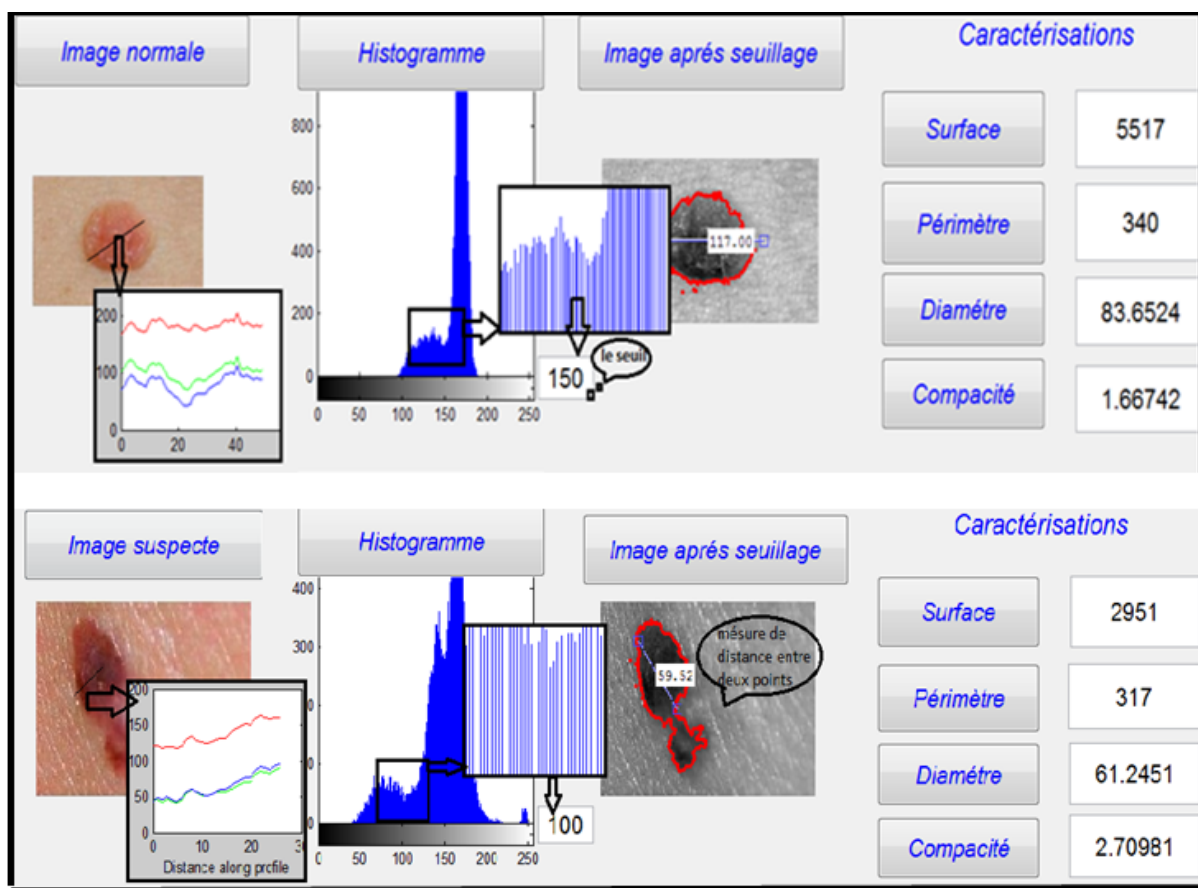 Image normale
Histogramme
Image aprés seuillage
Caractérisations
800
600
400
200
0
0 50 100 150 200 250
200
100
0
0 20 40
117.00
150
le seuil
Surface 5517
Périmètre 340
Diamétre 83.6524
Compacité 1.66742
Image suspecte
Histogramme
Image aprés seuillage
Caractérisations
200
150
100
50
0
0 10 20
Distance along profile
400
300
0 50 100 150 200 250
100
59.52
mésure de
distance entre
deux points
Surface 2951
Périmètre 317
Diamétre 61.2451
Compacité 2.70981